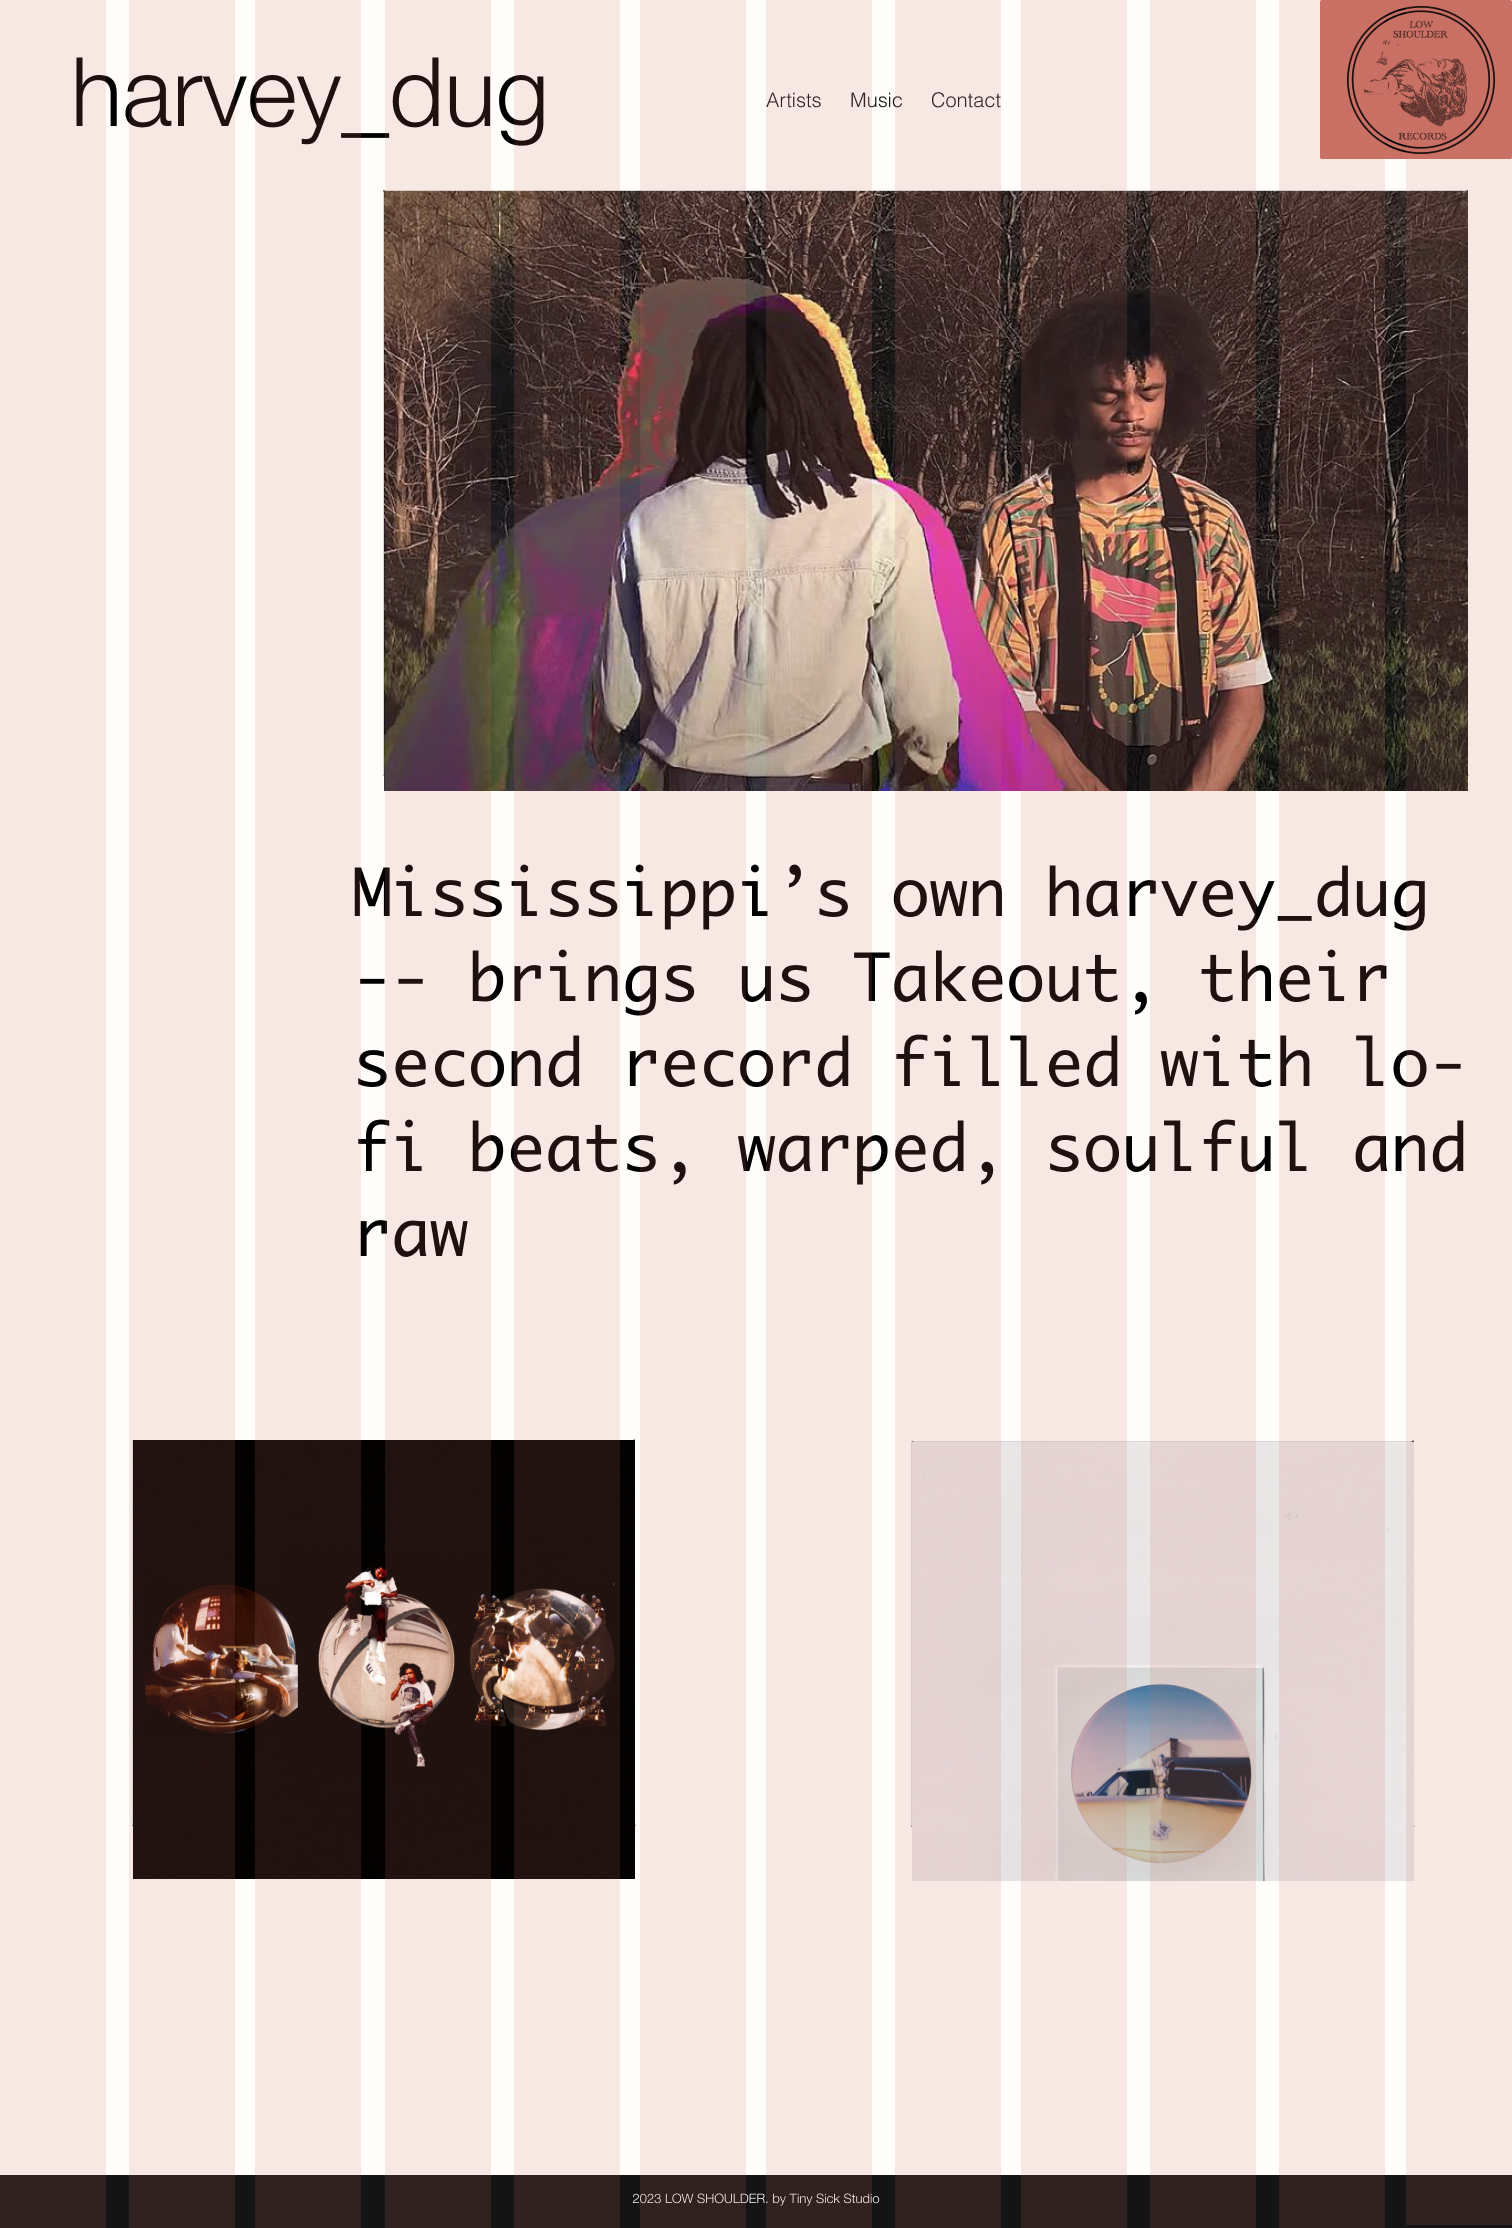 harvey_dug
Artists Music Contact
LOW
SHOULDER
RECORDS
Mississippi’s own harvey_dug
-- brings us Takeout, their
second record filled with lo-
fi beats, warped, soulful and
raw
2023 LOW SHOULDER. by Tiny Sick Studio